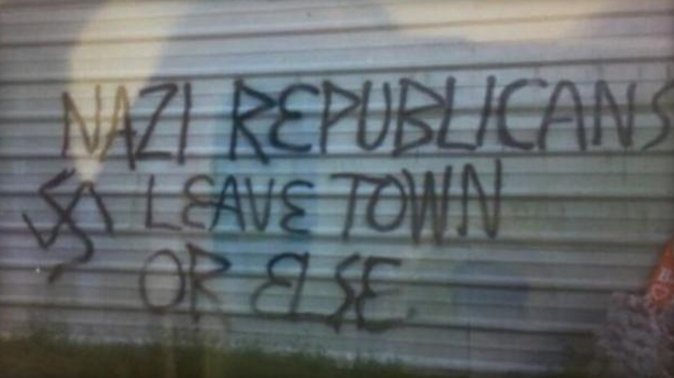 NAZI REPUBLICANS
LEAVE TOWN
OR ELSE